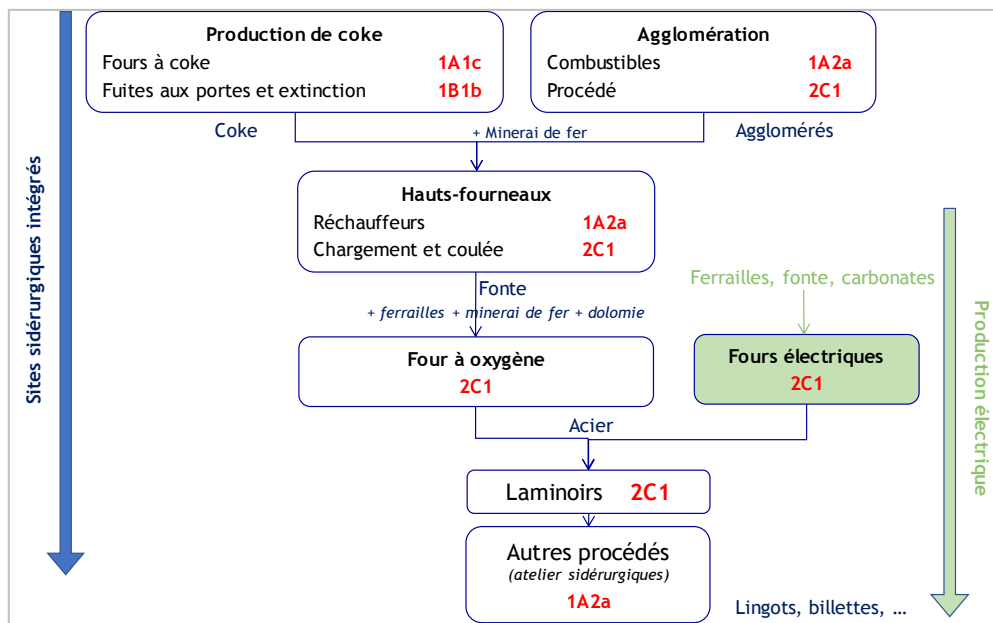 Production de coke
Fours à coke 1A1c
Fuites aux portes et extinction 1B1b
Agglomération
Combustibles 1A2a
Procédé 2C1
Coke
+ Minerai de fer
Agglomérés
Hauts-fourneaux
Réchauffeurs 1A2a
Chargement et coulée 2C1
Fonte
+ ferrailles + minerai de fer + dolomie
Ferrailles, fonte, carbonates
Four à oxygène
2C1
Fours électriques
2C1
Acier
Laminoirs 2C1
Autres procédés
(atelier sidérurgiques)
1A2a
Lingots, billettes, …
Sites sidérurgiques intégrés
Production électrique